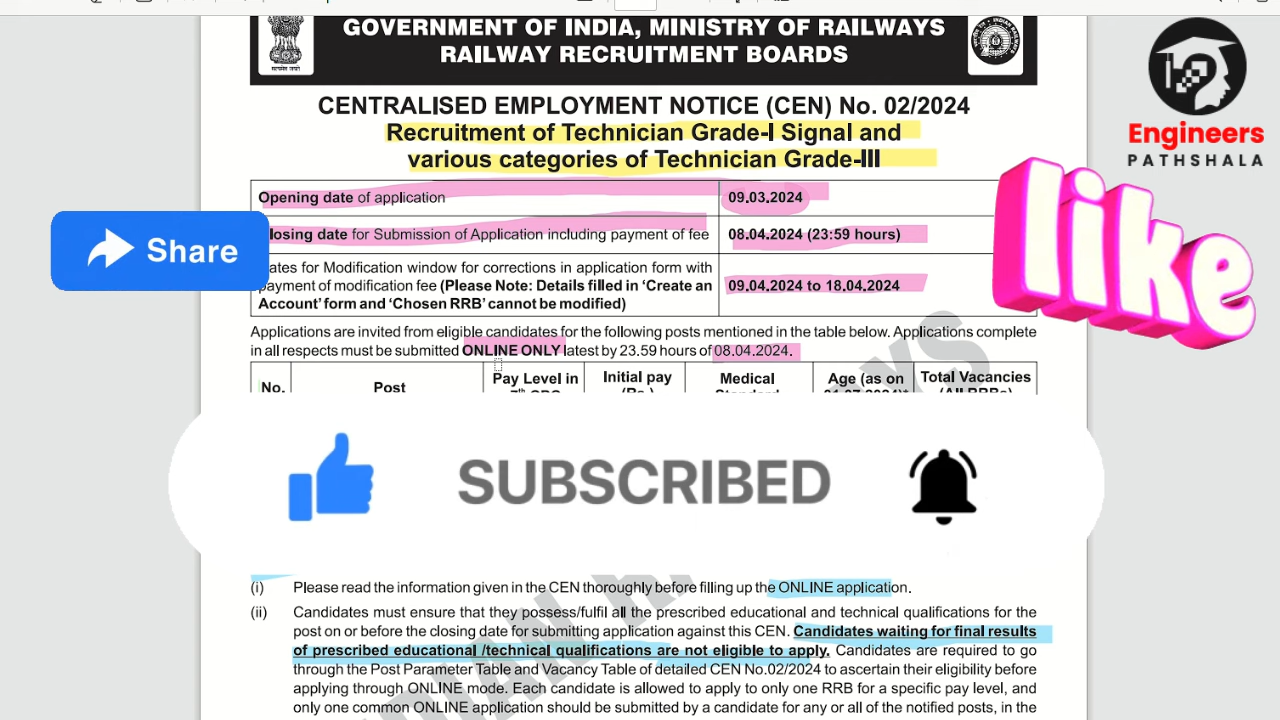 GOVERNMENT OF INDIA, MINISTRY OF RAILWAYS
RAILWAY RECRUITMENT BOARDS
CENTRALISED EMPLOYMENT NOTICE (CEN) No. 02/2024
Recruitment of Technician Grade-I Signal and
various categories of Technician Grade-III
Engineers
PATHSHALA
Opening date of application 09.03.2024
losing date for Submission of Application including payment of fee 08.04.2024 (23:59 hours)
ates for Modification window for corrections in application form with
payment of modification fee (Please Note: Details filled in ‘Create an
Account’ form and ‘Chosen RRB’ cannot be modified)
09.04.2024 to 18.04.2024
Share
like
Applications are invited from eligible candidates for the following posts mentioned in the table below. Applications complete
in all respects must be submitted ONLINE ONLY latest by 23.59 hours of 08.04.2024.
No. Post Pay Level in Initial pay Medical Age (as on Total Vacancies
SUBSCRIBED
(i) Please read the information given in the CEN thoroughly before filling up the ONLINE application.
(ii) Candidates must ensure that they possess/fulfil all the prescribed educational and technical qualifications for the
post on or before the closing date for submitting application against this CEN. Candidates waiting for final results
of prescribed educational /technical qualifications are not eligible to apply. Candidates are required to go
through the Post Parameter Table and Vacancy Table of detailed CEN No.02/2024 to ascertain their eligibility before
applying through ONLINE mode. Each candidate is allowed to apply to only one RRB for a specific pay level, and
only one common ONLINE application should be submitted by a candidate for any or all of the notified posts, in the